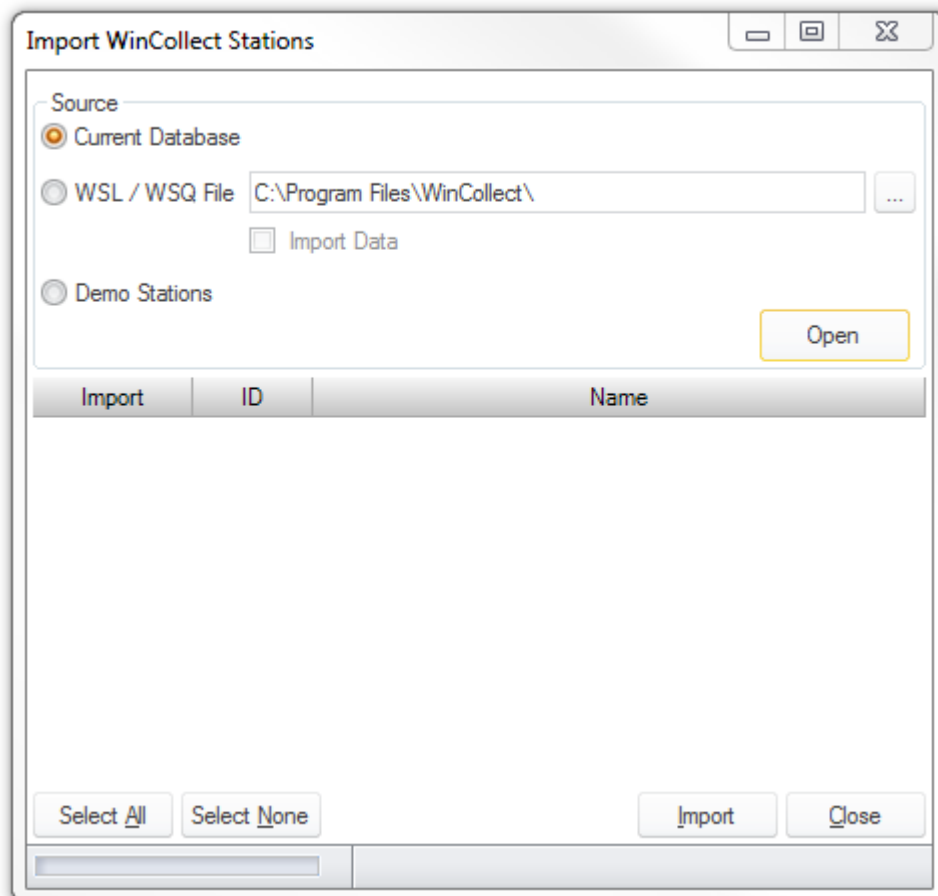 Import WinCollect Stations
Source
Current Database
WSL / WSQ File C:\Program Files\WinCollect\ ...
Import Data
Demo Stations
Open
Import ID Name
Select All Select None Import Close